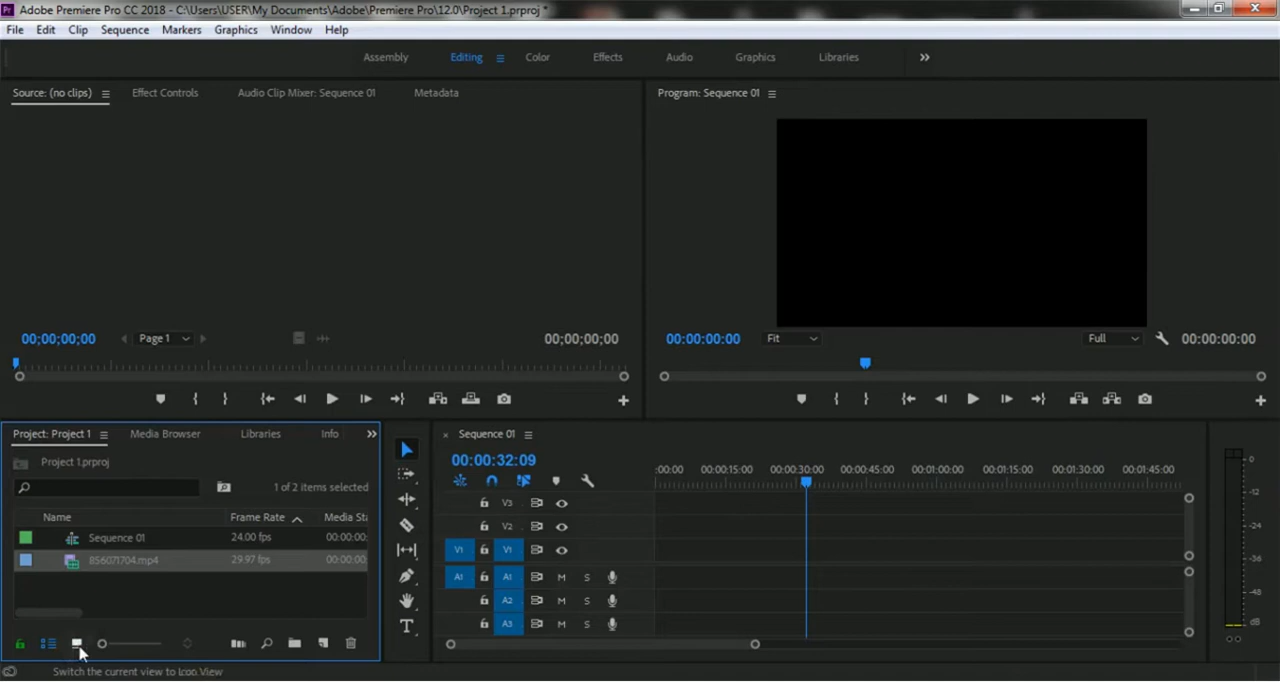 Adobe Premiere Pro CC 2018 - C:\Users\USER\My Documents\Adobe\Premiere Pro\12.0\Project 1.prproj *
File Edit Clip Sequence Markers Graphics Window Help
Assembly Editing Color Effects Audio Graphics Libraries
Source: (no clips) Effect Controls Audio Clip Mixer: Sequence 01 Metadata
Program: Sequence 01
00;00;00;00 Page 1 00;00;00;00
00:00:00:00 Fit Full 00:00:00:00
Project: Project 1 Media Browser Libraries Info
Project 1.prproj
1 of 2 items selected
Name Frame Rate Media Sta
Sequence 01 24.00 fps 00:00:00:
856071704.mp4 29.97 fps 00:00:00:
Sequence 01
00:00:32:09
:00:00 00:00:15:00 00:00:30:00 00:00:45:00 00:01:00:00 00:01:15:00 00:01:30:00 00:01:45:00
V3
V2
V1 V1
A1 A1 M S
A2 M S
A3 M S
0
-12
-24
-36
-48
dB
Switch the current view to Icon View